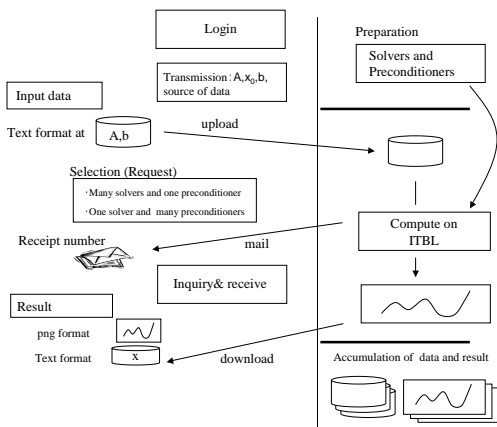 Login
Preparation
Solvers and
Preconditioners
Transmission：A,x₀,b,
source of data
Input data
Text format at
A,b
upload
Selection (Request)
・Many solvers and one preconditioner
・One solver and many preconditioners
Compute on
ITBL
Receipt number
mail
Inquiry& receive
Result
png format
Text format
x
download
Accumulation of data and result